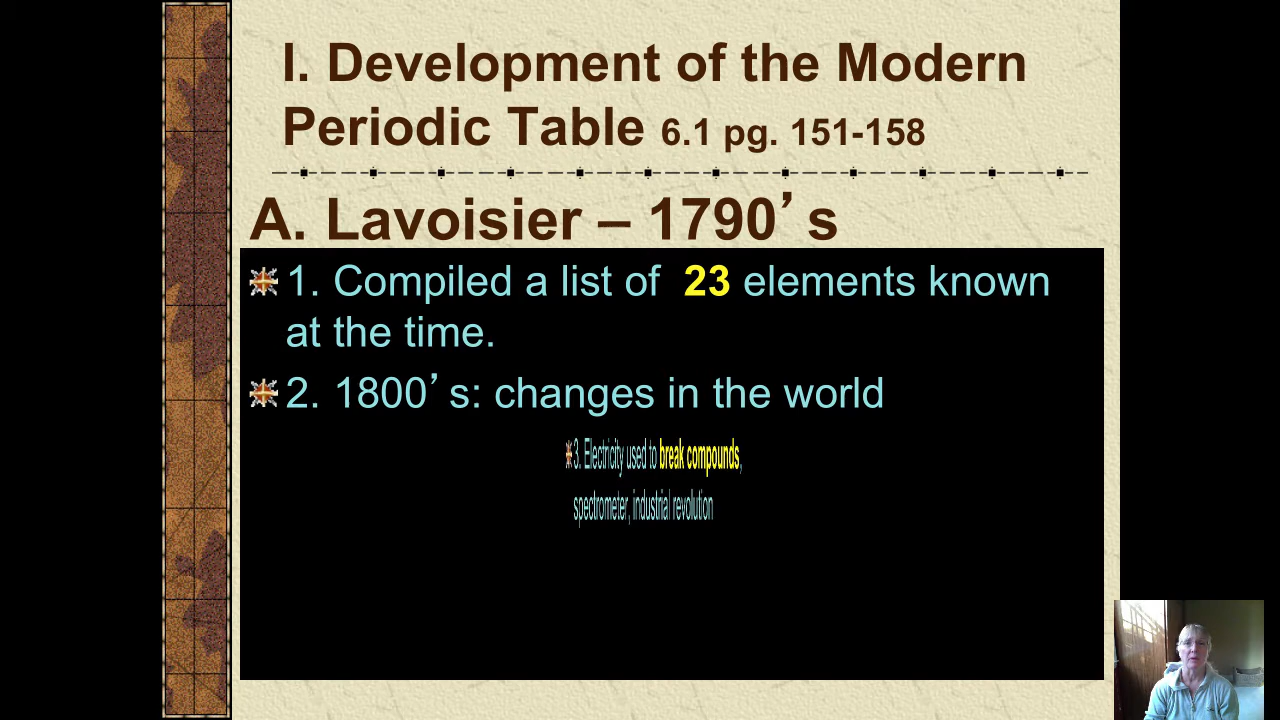 I. Development of the Modern
Periodic Table 6.1 pg. 151-158
A. Lavoisier – 1790’s
1. Compiled a list of 23 elements known
at the time.
2. 1800’s: changes in the world
3. Electricity used to break compounds,
spectrometer, industrial revolution